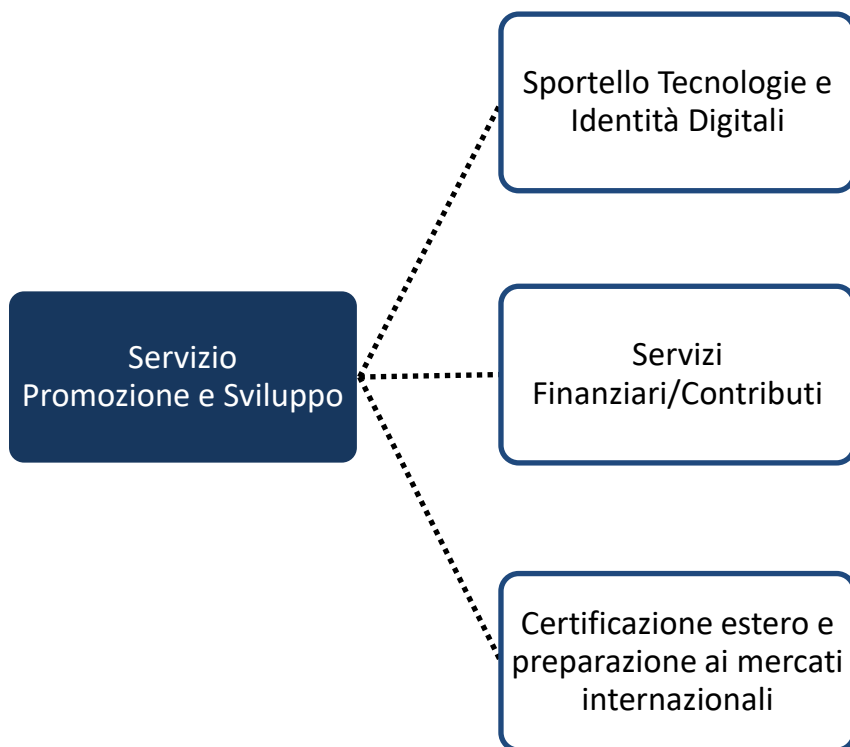 Sportello Tecnologie e
Identità Digitali
Servizio
Promozione e Sviluppo
Servizi
Finanziari/Contributi
Certificazione estero e
preparazione ai mercati
internazionali